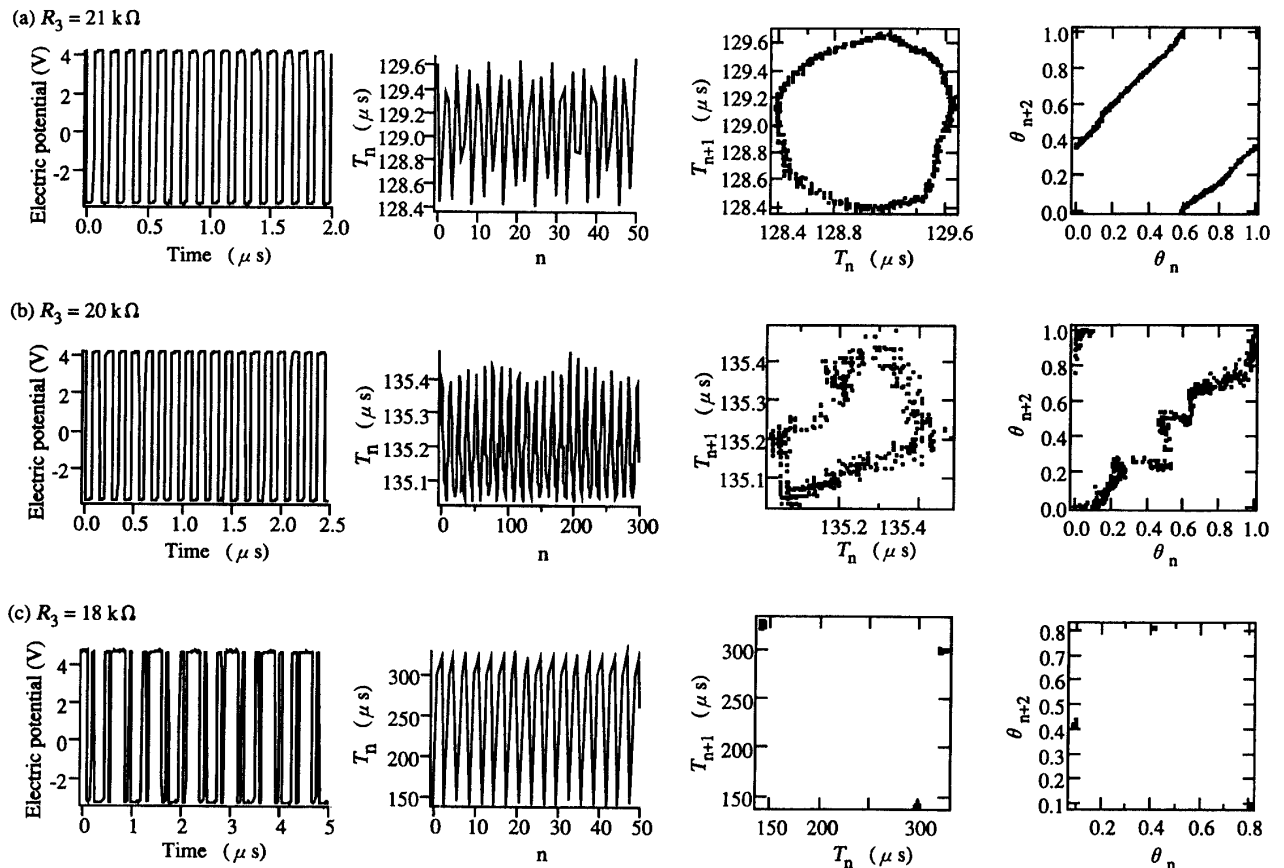 (a) R3 = 21 kΩ
Electric potential (V)
4
2
0
-2
0.0 0.5 1.0 1.5 2.0
Time (μ s)
Tn (μ s)
129.6
129.4
129.2
129.0
128.8
128.6
128.4
0 10 20 30 40 50
n
Tn+1 (μ s)
129.6
129.4
129.2
129.0
128.8
128.6
128.4
128.4 128.8 129.6
Tn (μ s)
θn+2
1.0
0.8
0.6
0.4
0.2
0.0
0.0 0.2 0.4 0.6 0.8 1.0
θn
(b) R3 = 20 kΩ
Electric potential (V)
4
2
0
-2
0.0 0.5 1.0 1.5 2.0 2.5
Time (μ s)
Tn (μ s)
135.4
135.3
135.2
135.1
0 100 200 300
n
Tn+1 (μ s)
135.4
135.3
135.2
135.1
135.2 135.4
Tn (μ s)
θn+2
1.0
0.8
0.6
0.4
0.2
0.0
0.0 0.2 0.4 0.6 0.8 1.0
θn
(c) R3 = 18 kΩ
Electric potential (V)
4
2
0
-2
0 1 2 3 4 5
Time (μ s)
Tn (μ s)
300
250
200
150
0 10 20 30 40 50
n
Tn+1 (μ s)
300
250
200
150
150 200 300
Tn (μ s)
θn+2
0.8
0.7
0.6
0.5
0.4
0.3
0.2
0.1
0.2 0.4 0.6 0.8
θn